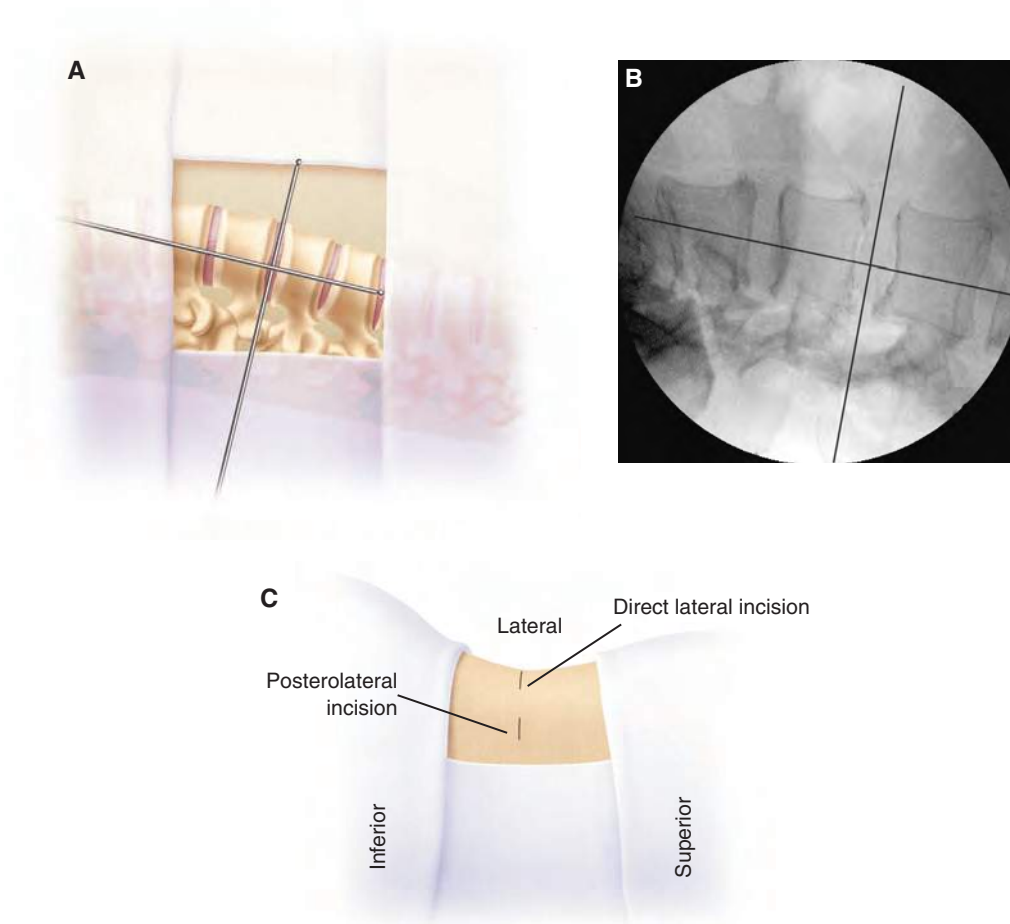 A
B
C
Lateral
Direct lateral incision
Posterolateral
incision
Inferior
Superior